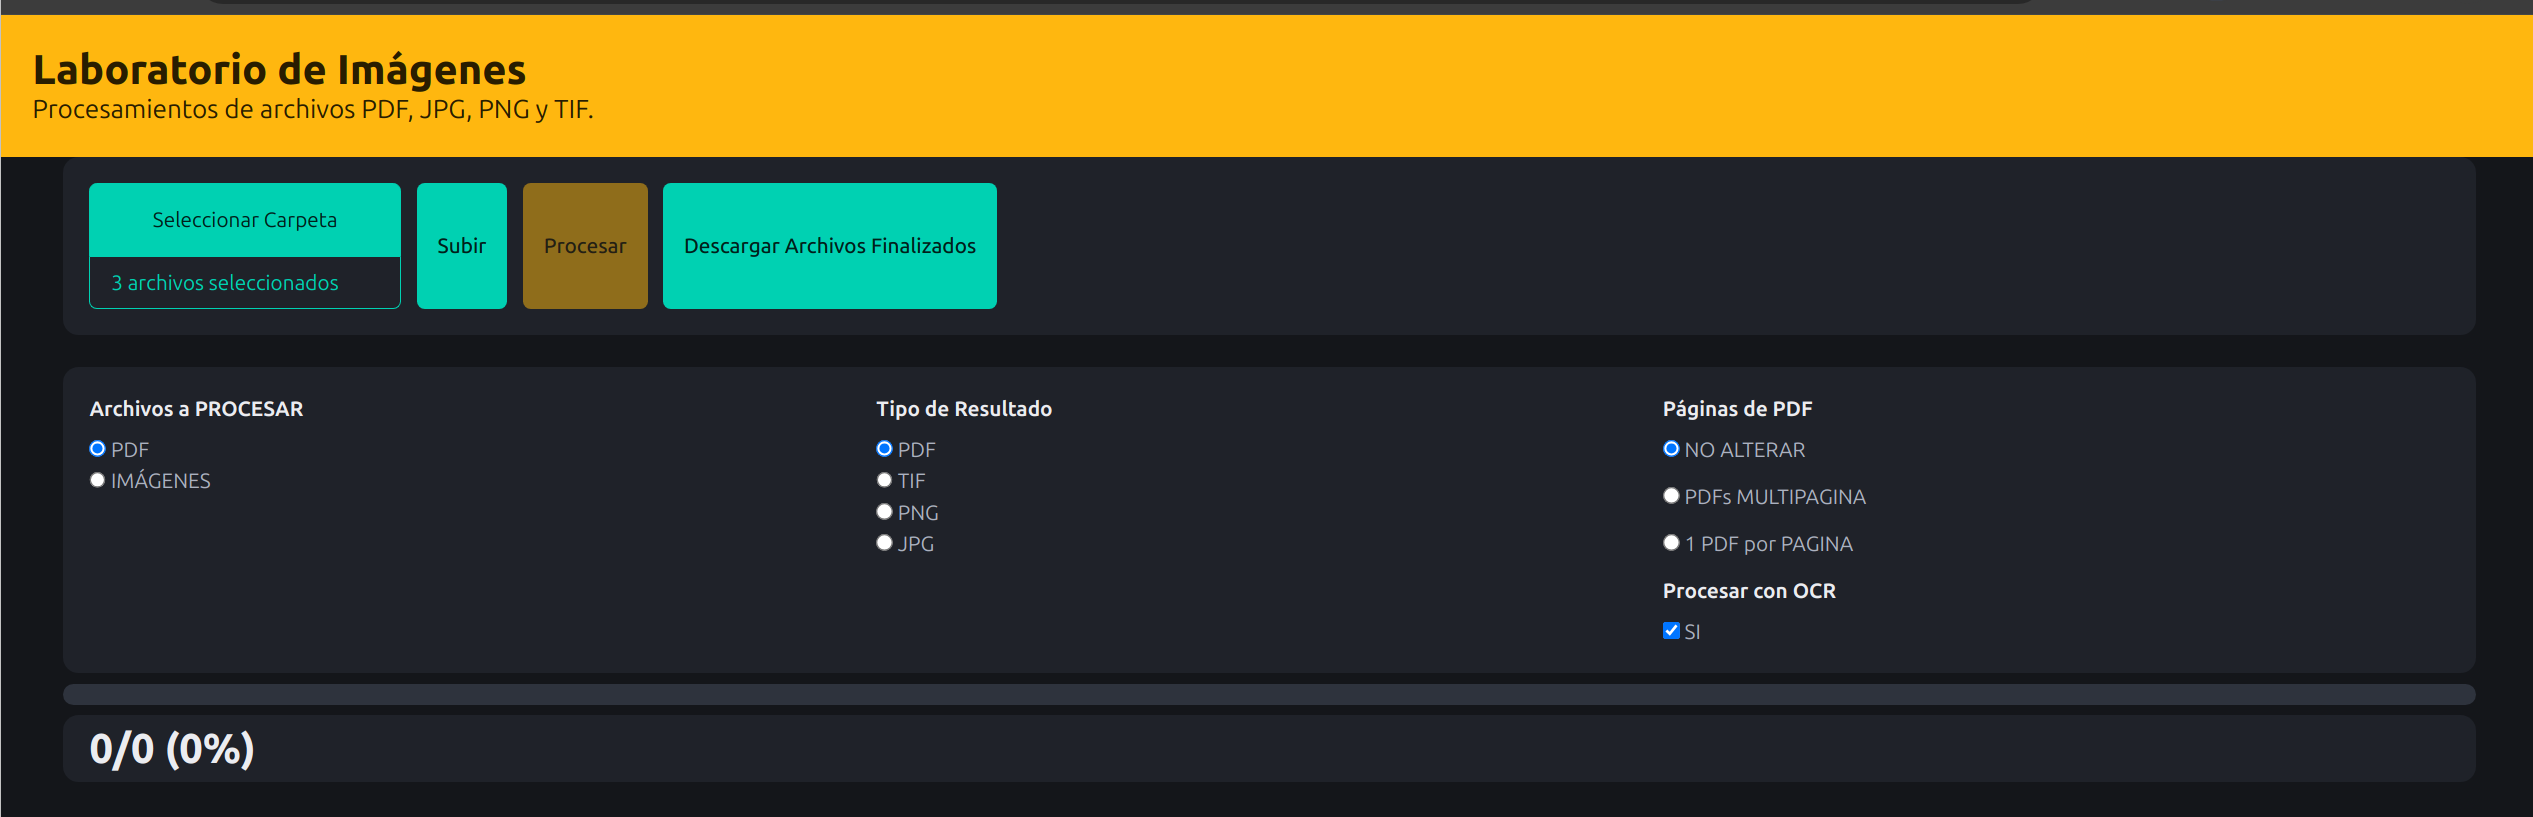 Laboratorio de Imágenes
Procesamientos de archivos PDF, JPG, PNG y TIF.
Seleccionar Carpeta
3 archivos seleccionados
Subir
Procesar
Descargar Archivos Finalizados
Archivos a PROCESAR
PDF
IMÁGENES
Tipo de Resultado
PDF
TIF
PNG
JPG
Páginas de PDF
NO ALTERAR
PDFs MULTIPAGINA
1 PDF por PAGINA
Procesar con OCR
SI
0/0 (0%)